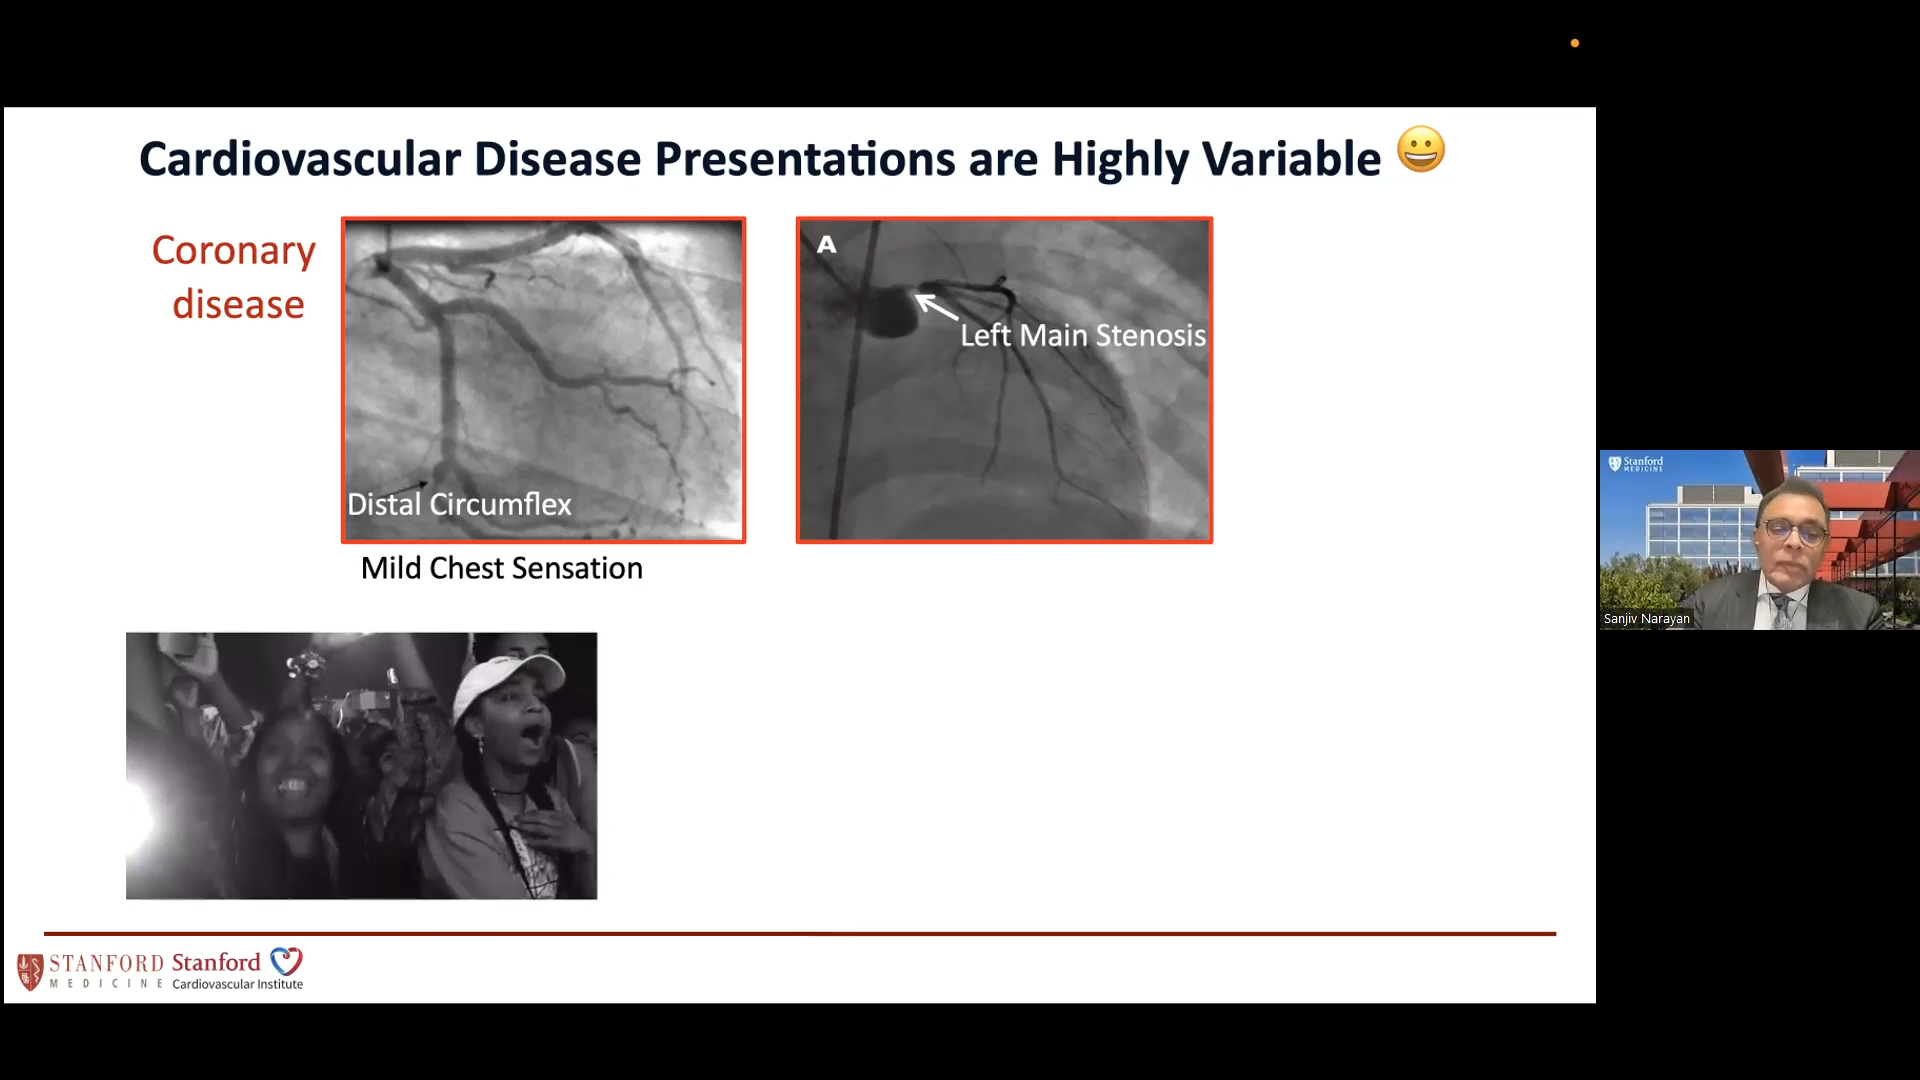 Cardiovascular Disease Presentations are Highly Variable 😀
Coronary
disease
Distal Circumflex
A
Left Main Stenosis
Mild Chest Sensation
STANFORD
MEDICINE
Stanford
Cardiovascular Institute
Stanford
MEDICINE
Sanjiv Narayan